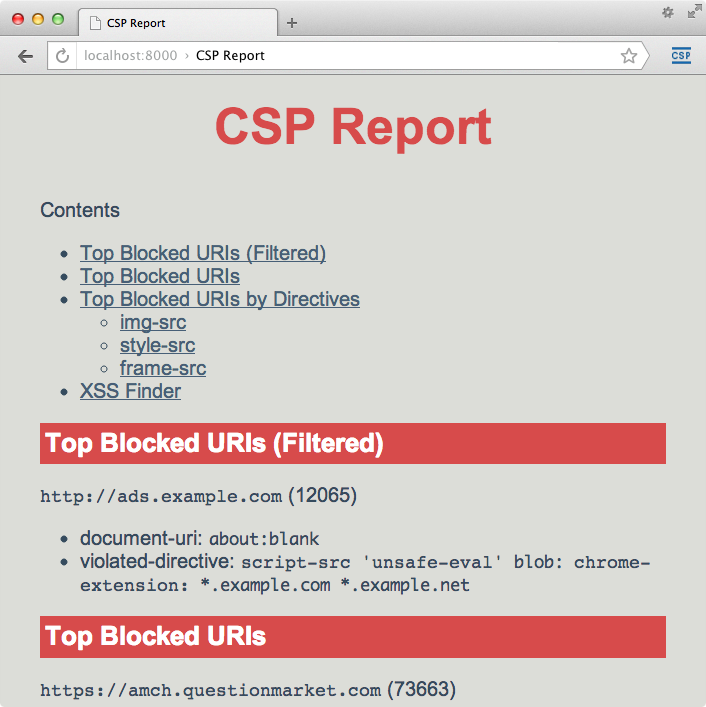 CSP Report
localhost:8000 › CSP Report
CSP
CSP Report
Contents
Top Blocked URIs (Filtered)
Top Blocked URIs
Top Blocked URIs by Directives
img-src
style-src
frame-src
XSS Finder
Top Blocked URIs (Filtered)
http://ads.example.com (12065)
document-uri: about:blank
violated-directive: script-src 'unsafe-eval' blob: chrome-
extension: *.example.com *.example.net
Top Blocked URIs
https://amch.questionmarket.com (73663)